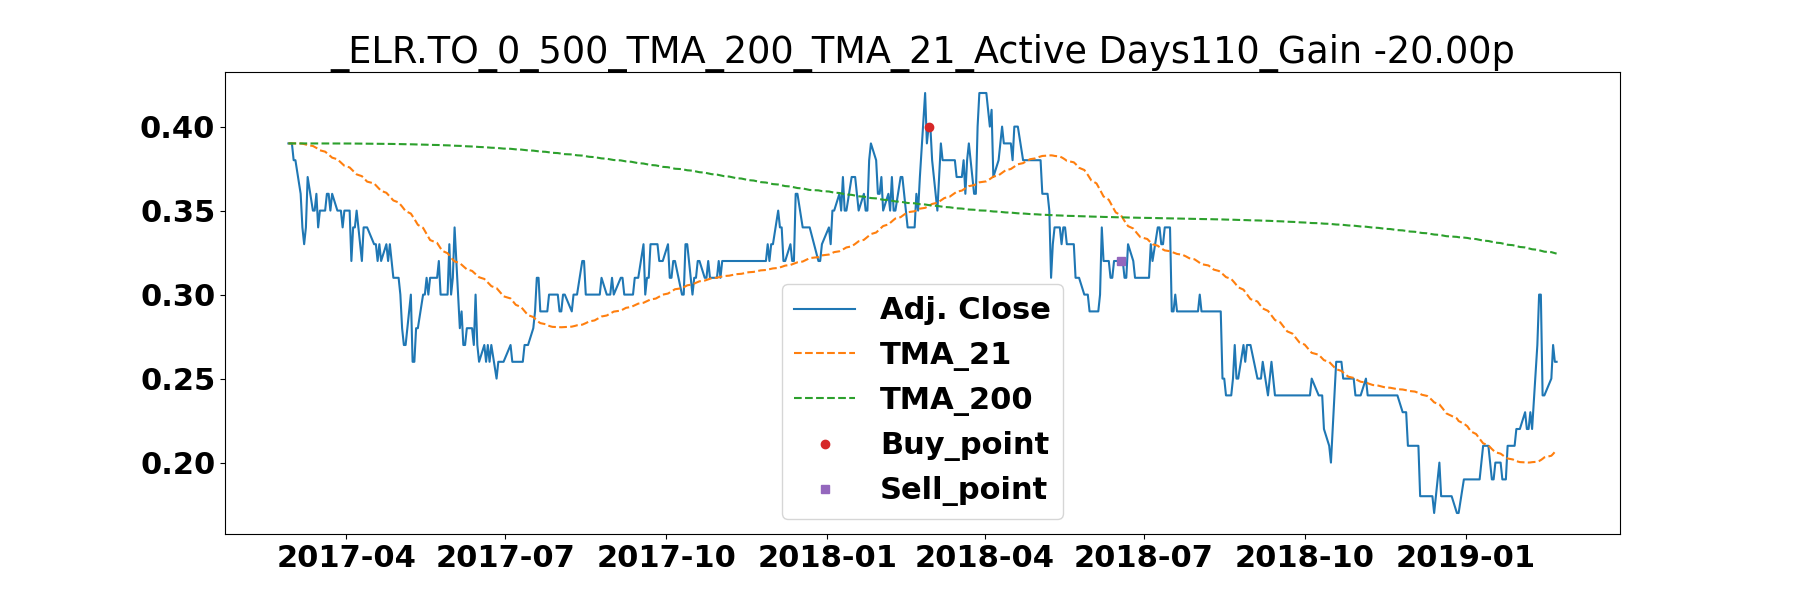 _ELR.TO_0_500_TMA_200_TMA_21_Active Days110_Gain -20.00p
0.40
0.35
0.30
0.25
0.20
Adj. Close
TMA_21
TMA_200
Buy_point
Sell_point
2017-04 2017-07 2017-10 2018-01 2018-04 2018-07 2018-10 2019-01